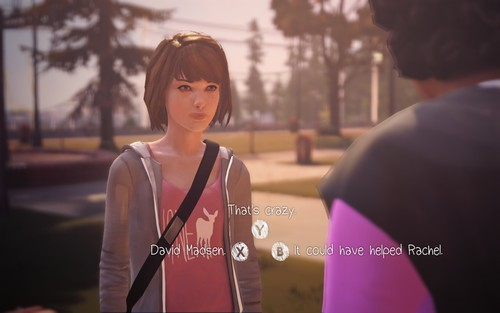 That's crazy.
Y
David Madsen. X B It could have helped Rachel.